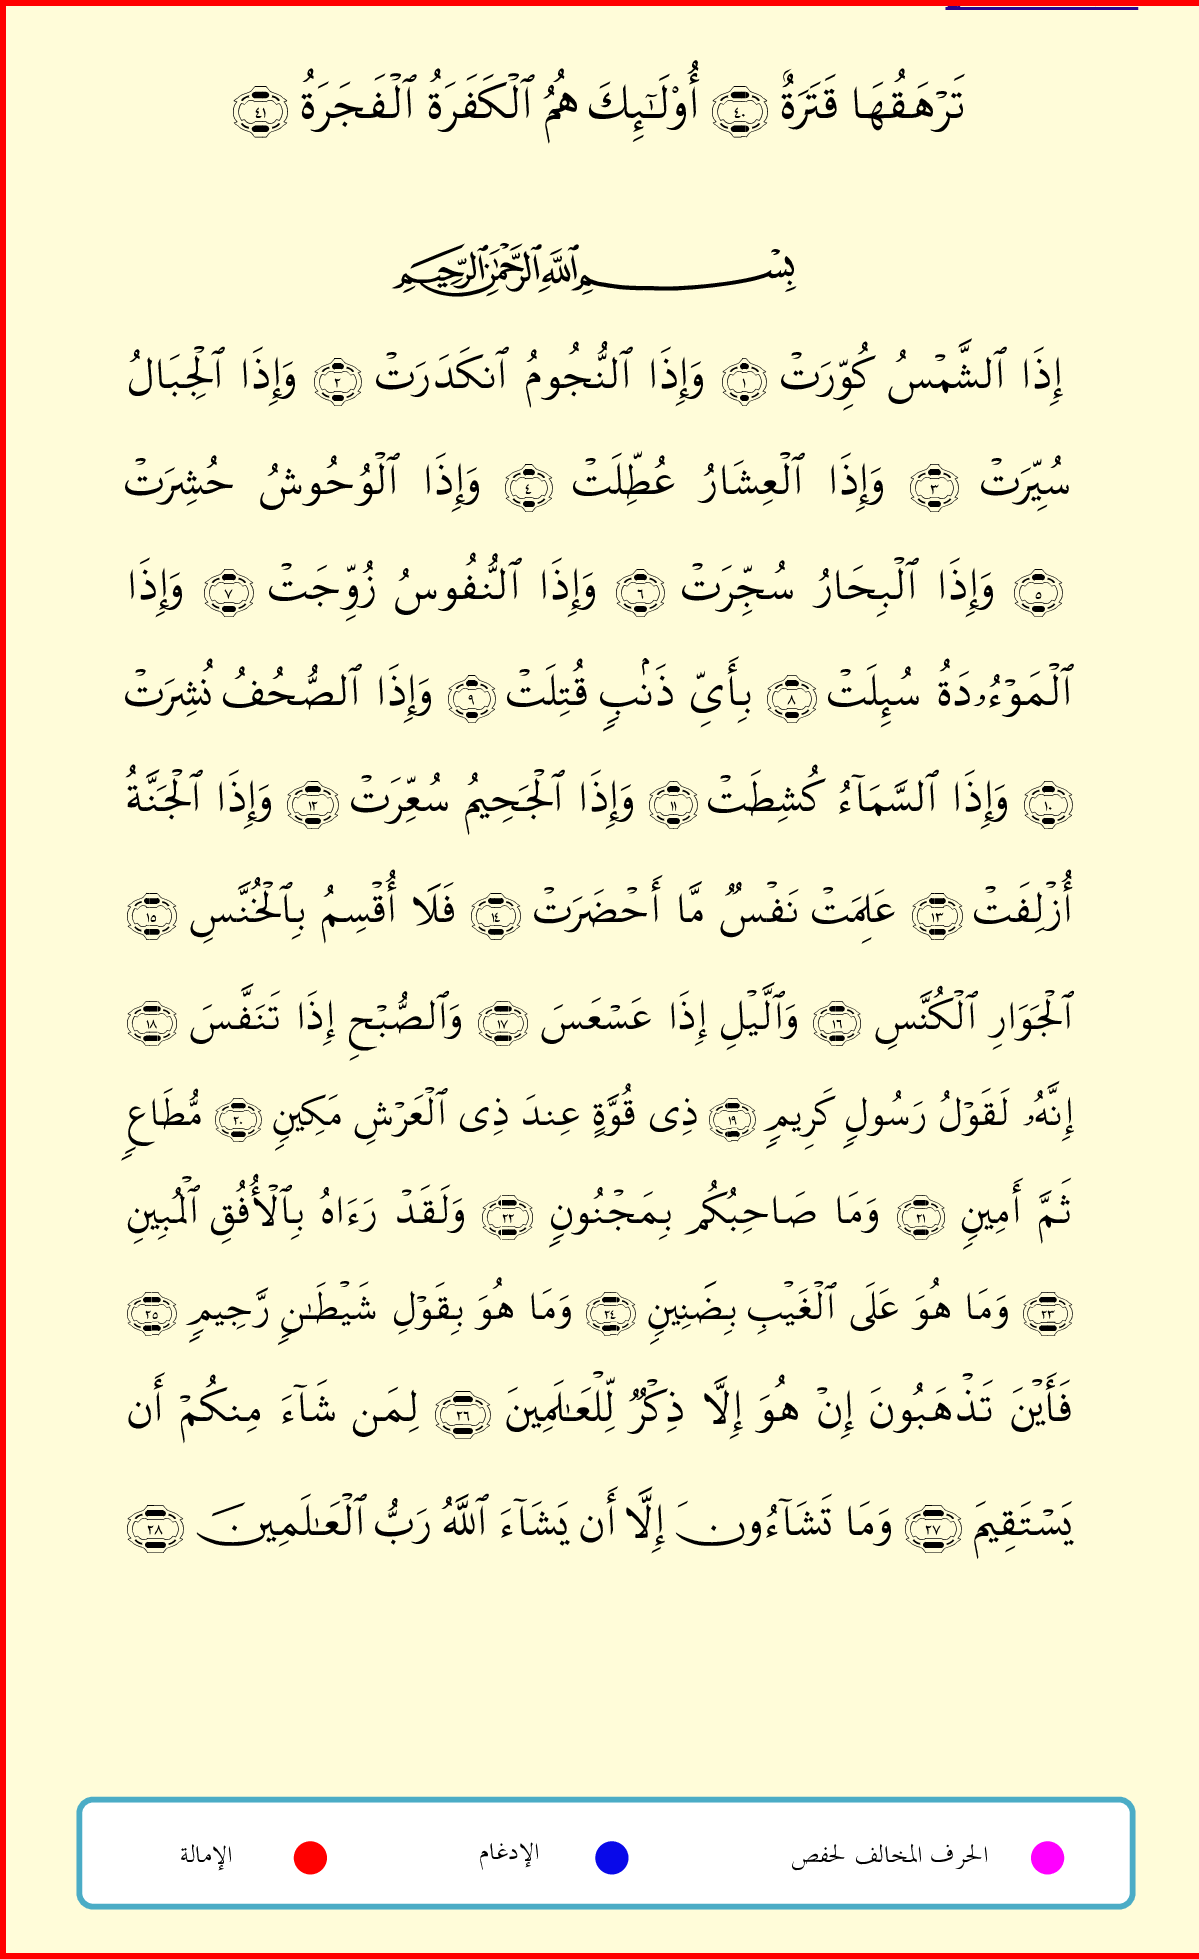 تَرْهَقُهَا قَتَرَةٌ ٤٠ أُوْلَـٰٓئِكَ هُمُ ٱلْكَفَرَةُ ٱلْفَجَرَةُ ٤١
بِسْمِ ٱللَّهِ ٱلرَّحْمَٰنِ ٱلرَّحِيمِ
إِذَا ٱلشَّمْسُ كُوِّرَتْ ١ وَإِذَا ٱلنُّجُومُ ٱنكَدَرَتْ ٢ وَإِذَا ٱلْجِبَالُ
سُيِّرَتْ ٣ وَإِذَا ٱلْعِشَارُ عُطِّلَتْ ٤ وَإِذَا ٱلْوُحُوشُ حُشِرَتْ
٥ وَإِذَا ٱلْبِحَارُ سُجِّرَتْ ٦ وَإِذَا ٱلنُّفُوسُ زُوِّجَتْ ٧ وَإِذَا
ٱلْمَوْءُۥدَةُ سُئِلَتْ ٨ بِأَىِّ ذَنۢبٍ قُتِلَتْ ٩ وَإِذَا ٱلصُّحُفُ نُشِرَتْ
١٠ وَإِذَا ٱلسَّمَآءُ كُشِطَتْ ١١ وَإِذَا ٱلْجَحِيمُ سُعِّرَتْ ١٢ وَإِذَا ٱلْجَنَّةُ
أُزْلِفَتْ ١٣ عَلِمَتْ نَفْسٌ مَّا أَحْضَرَتْ ١٤ فَلَا أُقْسِمُ بِٱلْخُنَّسِ ١٥
ٱلْجَوَارِ ٱلْكُنَّسِ ١٦ وَٱلَّيْلِ إِذَا عَسْعَسَ ١٧ وَٱلصُّبْحِ إِذَا تَنَفَّسَ ١٨
إِنَّهُۥ لَقَوْلُ رَسُولٍ كَرِيمٍ ١٩ ذِى قُوَّةٍ عِندَ ذِى ٱلْعَرْشِ مَكِينٍ ٢٠ مُّطَاعٍ
ثَمَّ أَمِينٍ ٢١ وَمَا صَاحِبُكُم بِمَجْنُونٍ ٢٢ وَلَقَدْ رَءَاهُ بِٱلْأُفُقِ ٱلْمُبِينِ
٢٣ وَمَا هُوَ عَلَى ٱلْغَيْبِ بِضَنِينٍ ٢٤ وَمَا هُوَ بِقَوْلِ شَيْطَـٰنٍ رَّجِيمٍ ٢٥
فَأَيْنَ تَذْهَبُونَ إِنْ هُوَ إِلَّا ذِكْرٌ لِّلْعَـٰلَمِينَ ٢٦ لِمَن شَآءَ مِنكُمْ أَن
يَسْتَقِيمَ ٢٧ وَمَا تَشَآءُونَ إِلَّا أَن يَشَآءَ ٱللَّهُ رَبُّ ٱلْعَـٰلَمِينَ ٢٨
الحرف المخالف لحفص الإدغام الإمالة